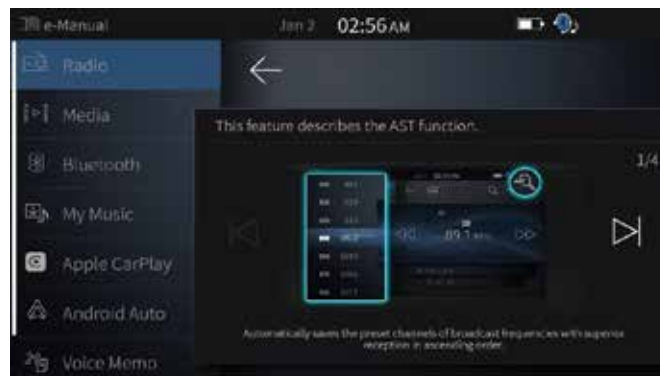 e-Manual Jan 2 02:56 AM
Radio
Media
Bluetooth
My Music
Apple CarPlay
Android Auto
Voice Memo
This feature describes the AST function.
1/4
89.1
Automatically saves the preset channels of broadcast frequencies with superior
reception in ascending order.